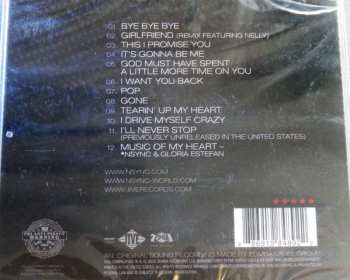 01 BYE BYE BYE
02. GIRLFRIEND (REMIX FEATURING NELLY)
03. THIS I PROMISE YOU
04. IT'S GONNA BE ME
05. GOD MUST HAVE SPENT
A LITTLE MORE TIME ON YOU
06. I WANT YOU BACK
07. POP
08. GONE
09. TEARIN' UP MY HEART
10. I DRIVE MYSELF CRAZY
11. I'LL NEVER STOP
(PREVIOUSLY UNRELEASED IN THE UNITED STATES)
12. MUSIC OF MY HEART –
*NSYNC & GLORIA ESTEFAN
WWW.NSYNC.COM
WWW.NSYNC-WORLD.COM
WWW.JIVERECORDS.COM
WARNING
JIVE